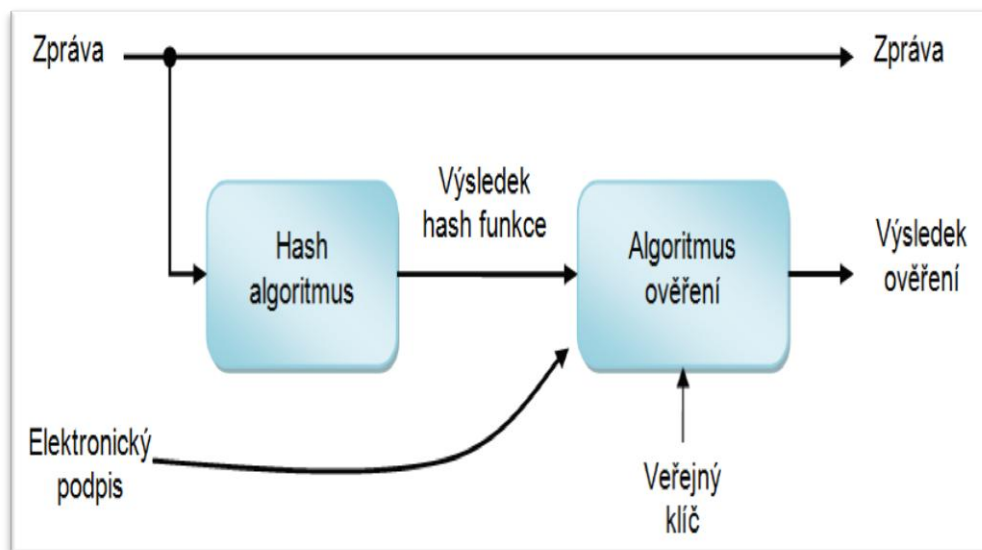 Zpráva
Zpráva
Výsledek
hash funkce
Hash
algoritmus
Algoritmus
ověření
Výsledek
ověření
Elektronický
podpis
Veřejný
klíč